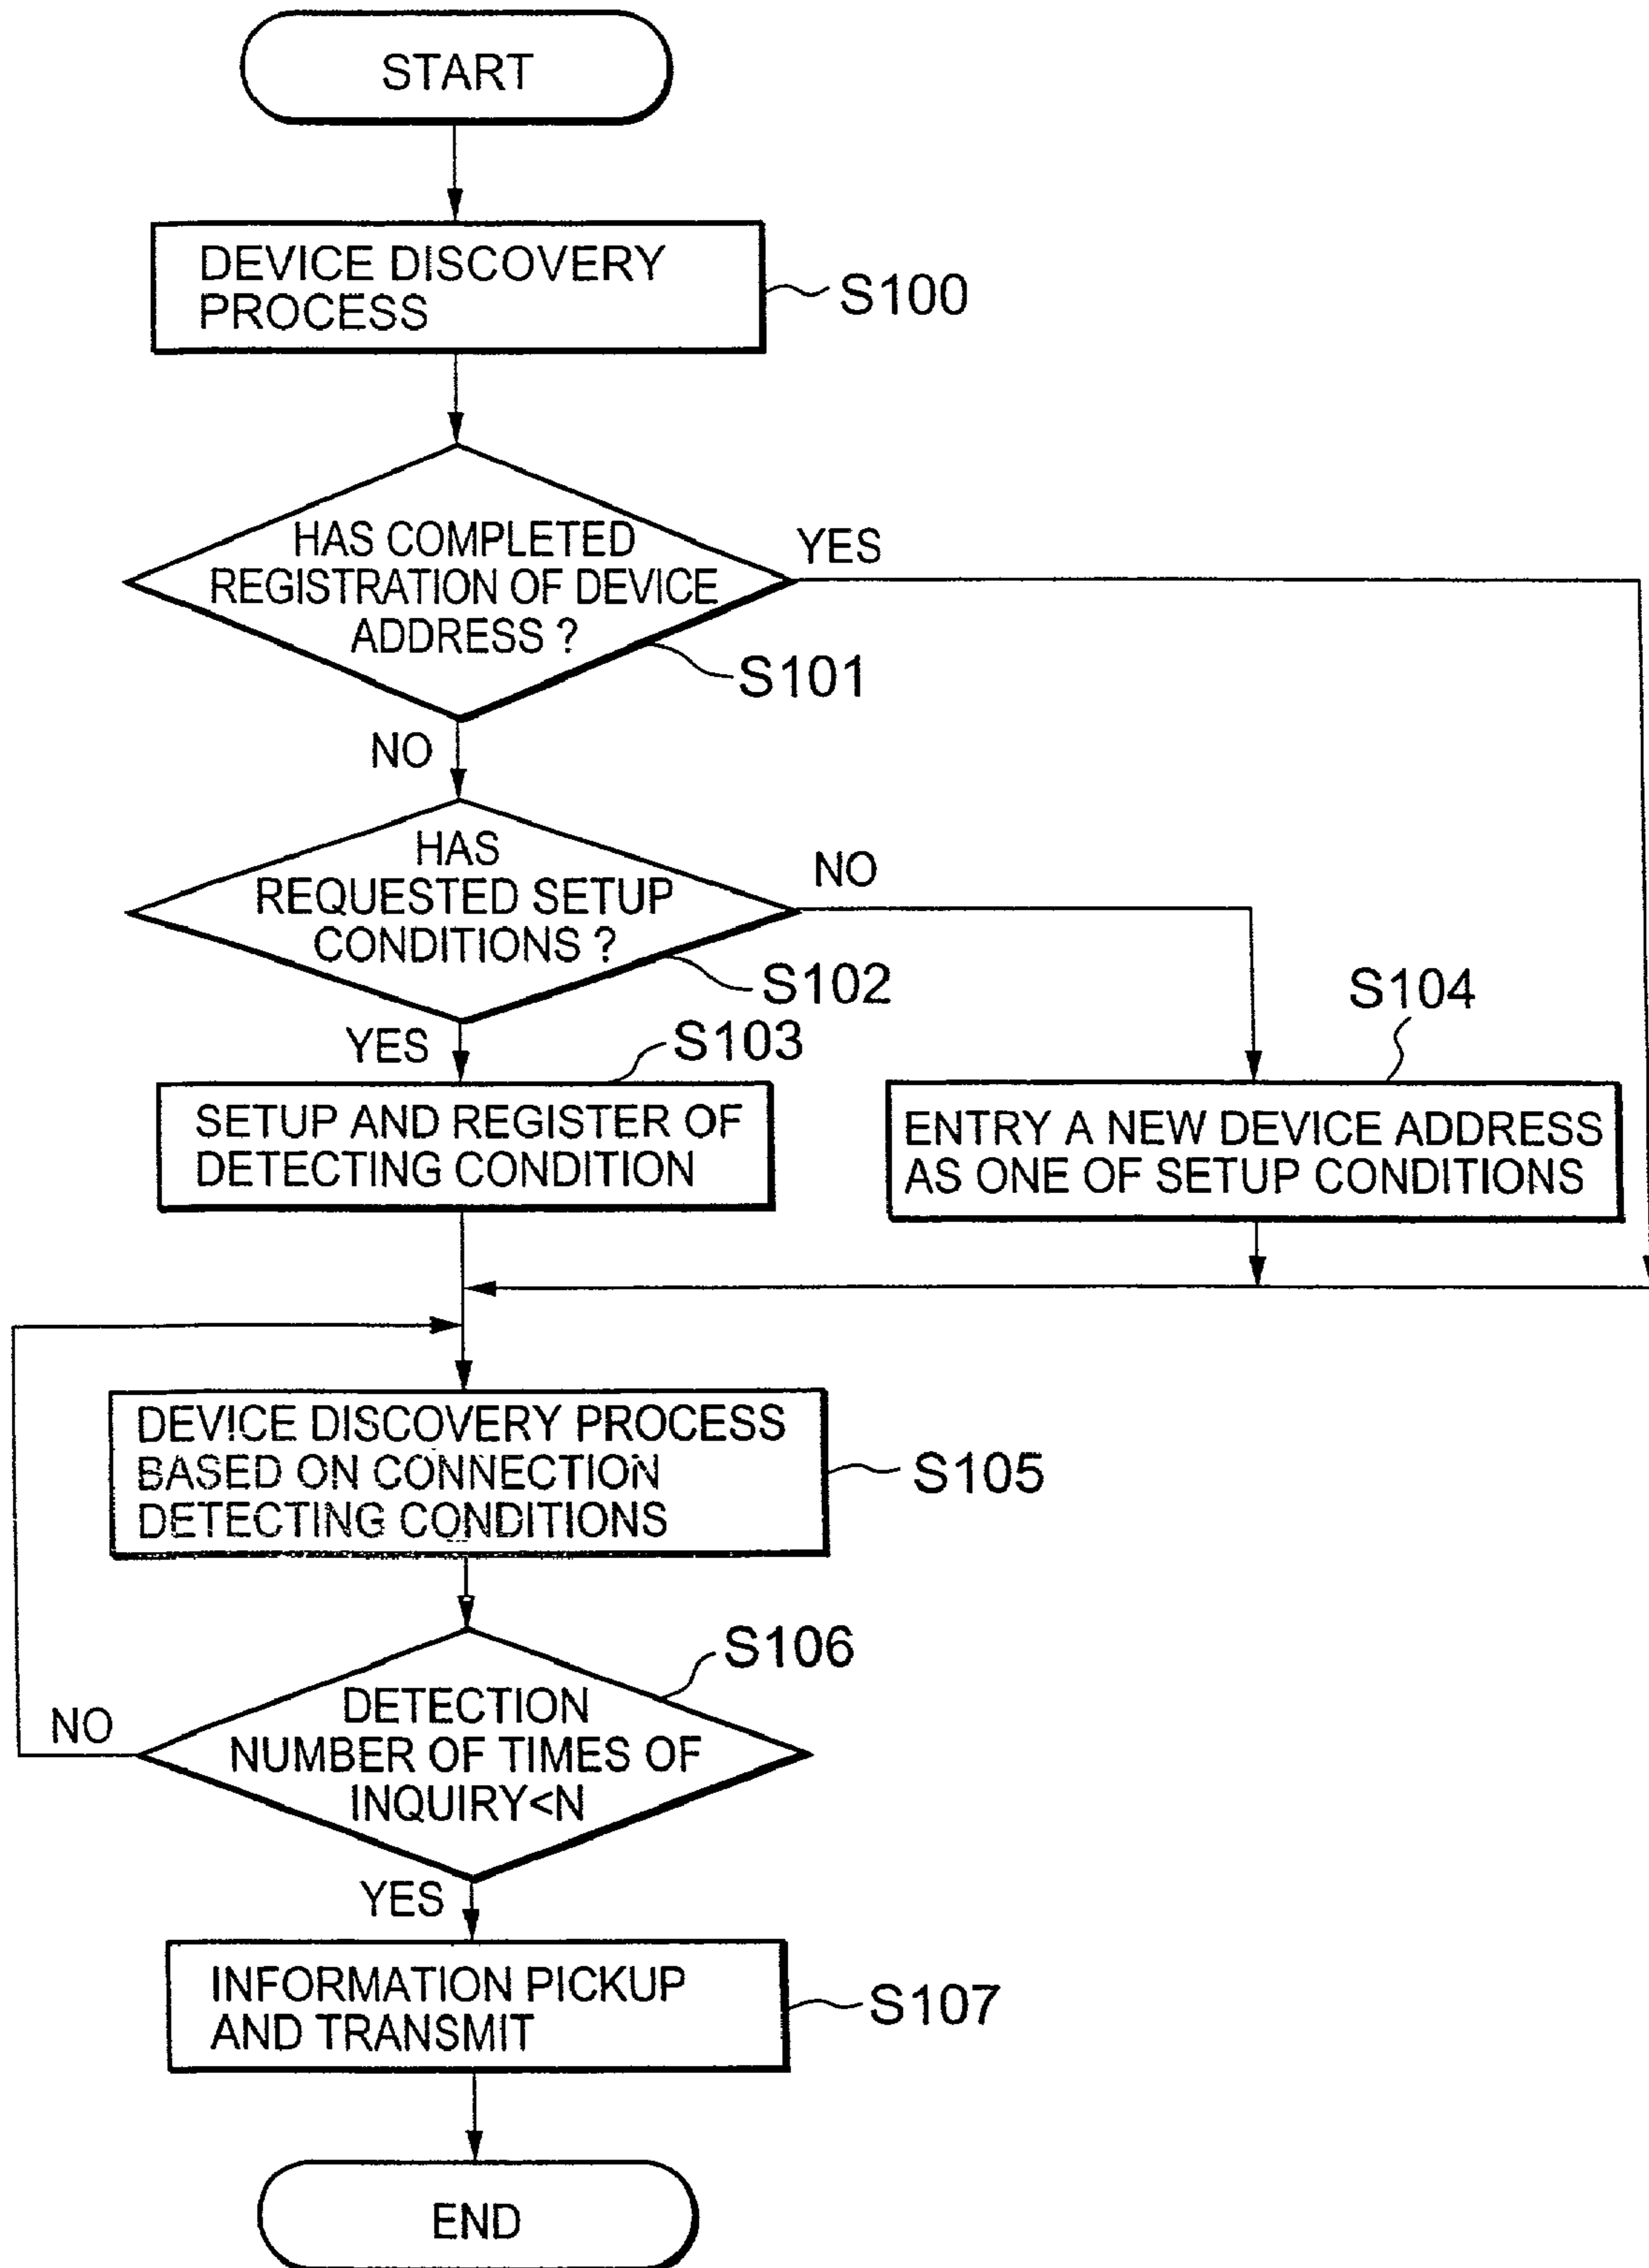 START
DEVICE DISCOVERY
PROCESS
S100
HAS COMPLETED
REGISTRATION OF DEVICE
ADDRESS ?
YES
S101
NO
HAS
REQUESTED SETUP
CONDITIONS ?
NO
S102
YES
S103
S104
SETUP AND REGISTER OF
DETECTING CONDITION
ENTRY A NEW DEVICE ADDRESS
AS ONE OF SETUP CONDITIONS
DEVICE DISCOVERY PROCESS
BASED ON CONNECTION
DETECTING CONDITIONS
S105
S106
DETECTION
NUMBER OF TIMES OF
INQUIRY<N
NO
YES
INFORMATION PICKUP
AND TRANSMIT
S107
END